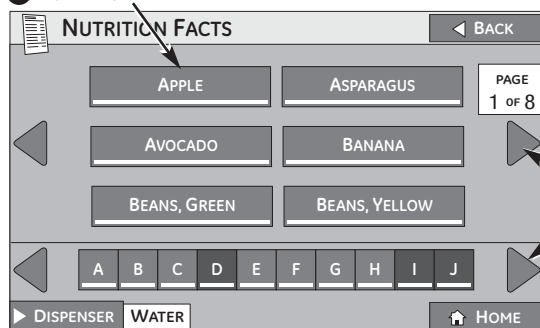 NUTRITION FACTS
BACK
APPLE ASPARAGUS
PAGE
1 OF 8
AVOCADO BANANA
BEANS, GREEN BEANS, YELLOW
A B C D E F G H I J
DISPENSER WATER HOME